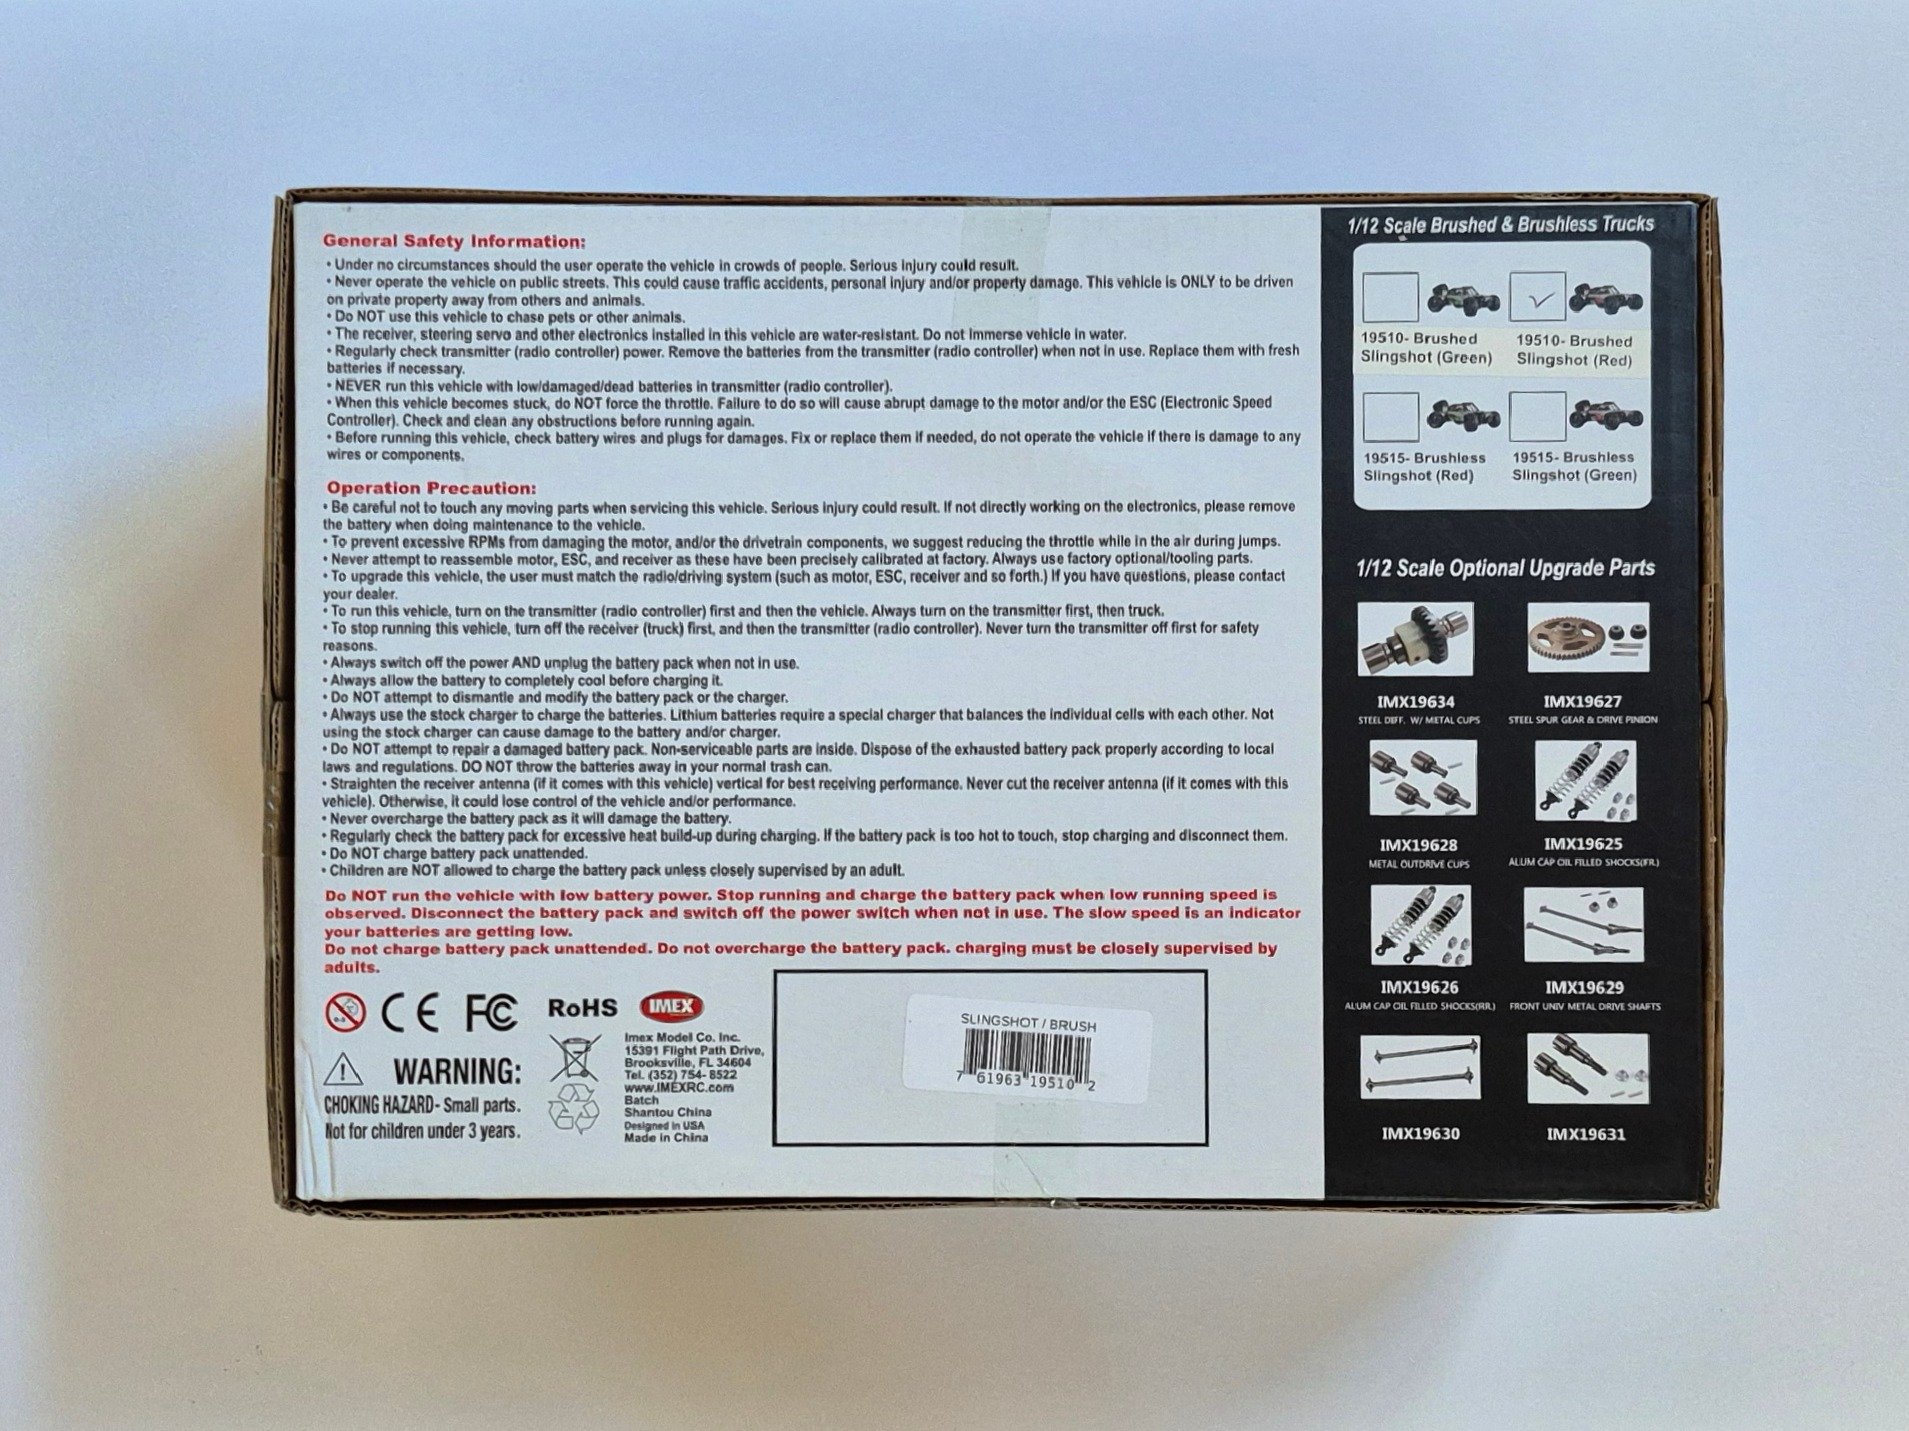 General Safety Information:
• Under no circumstances should the user operate the vehicle in crowds of people. Serious injury could result.
• Never operate the vehicle on public streets. This could cause traffic accidents, personal injury and/or property damage. This vehicle is ONLY to be driven
on private property away from others and animals.
• Do NOT use this vehicle to chase pets or other animals.
• The receiver, steering servo and other electronics installed in this vehicle are water-resistant. Do not immerse vehicle in water.
• Regularly check transmitter (radio controller) power. Remove the batteries from the transmitter (radio controller) when not in use. Replace them with fresh
batteries if necessary.
• NEVER run this vehicle with low/damaged/dead batteries in transmitter (radio controller).
• When this vehicle becomes stuck, do NOT force the throttle. Failure to do so will cause abrupt damage to the motor and/or the ESC (Electronic Speed
Controller). Check and clean any obstructions before running again.
• Before running this vehicle, check battery wires and plugs for damages. Fix or replace them if needed, do not operate the vehicle if there is damage to any
wires or components.
Operation Precaution:
• Be careful not to touch any moving parts when servicing this vehicle. Serious injury could result. If not directly working on the electronics, please remove
the battery when doing maintenance to the vehicle.
• To prevent excessive RPMs from damaging the motor, and/or the drivetrain components, we suggest reducing the throttle while in the air during jumps.
• Never attempt to reassemble motor, ESC, and receiver as these have been precisely calibrated at factory. Always use factory optional/tooling parts.
• To upgrade this vehicle, the user must match the radio/driving system (such as motor, ESC, receiver and so forth.) If you have questions, please contact
your dealer.
• To run this vehicle, turn on the transmitter (radio controller) first and then the vehicle. Always turn on the transmitter first, then truck.
• To stop running this vehicle, turn off the receiver (truck) first, and then the transmitter (radio controller). Never turn the transmitter off first for safety
reasons.
• Always switch off the power AND unplug the battery pack when not in use.
• Always allow the battery to completely cool before charging it.
• Do NOT attempt to dismantle and modify the battery pack or the charger.
• Always use the stock charger to charge the batteries. Lithium batteries require a special charger that balances the individual cells with each other. Not
using the stock charger can cause damage to the battery and/or charger.
• Do NOT attempt to repair a damaged battery pack. Non-serviceable parts are inside. Dispose of the exhausted battery pack properly according to local
laws and regulations. DO NOT throw the batteries away in your normal trash can.
• Straighten the receiver antenna (if it comes with this vehicle) vertical for best receiving performance. Never cut the receiver antenna (if it comes with this
vehicle). Otherwise, it could lose control of the vehicle and/or performance.
• Never overcharge the battery pack as it will damage the battery.
• Regularly check the battery pack for excessive heat build-up during charging. If the battery pack is too hot to touch, stop charging and disconnect them.
• Do NOT charge battery pack unattended.
• Children are NOT allowed to charge the battery pack unless closely supervised by an adult.
Do NOT run the vehicle with low battery power. Stop running and charge the battery pack when low running speed is
observed. Disconnect the battery pack and switch off the power switch when not in use. The slow speed is an indicator
your batteries are getting low.
Do not charge battery pack unattended. Do not overcharge the battery pack. charging must be closely supervised by
adults.
CE FC RoHS IMEX
WARNING:
CHOKING HAZARD- Small parts.
Not for children under 3 years.
Imex Model Co. Inc.
15391 Flight Path Drive,
Brooksville, FL 34604
Tel. (352) 754- 8522
www.IMEXRC.com
Batch
Shantou China
Designed in USA
Made in China
SLINGSHOT / BRUSH
7 61963 19510 2
1/12 Scale Brushed & Brushless Trucks
19510- Brushed
Slingshot (Green)
19510- Brushed
Slingshot (Red)
19515- Brushless
Slingshot (Red)
19515- Brushless
Slingshot (Green)
1/12 Scale Optional Upgrade Parts
IMX19634
STEEL DIFF. W/ METAL CUPS
IMX19627
STEEL SPUR GEAR & DRIVE PINION
IMX19628
METAL OUTDRIVE CUPS
IMX19625
ALUM CAP OIL FILLED SHOCKS(FR.)
IMX19626
ALUM CAP OIL FILLED SHOCKS(RR.)
IMX19629
FRONT UNIV METAL DRIVE SHAFTS
IMX19630
IMX19631